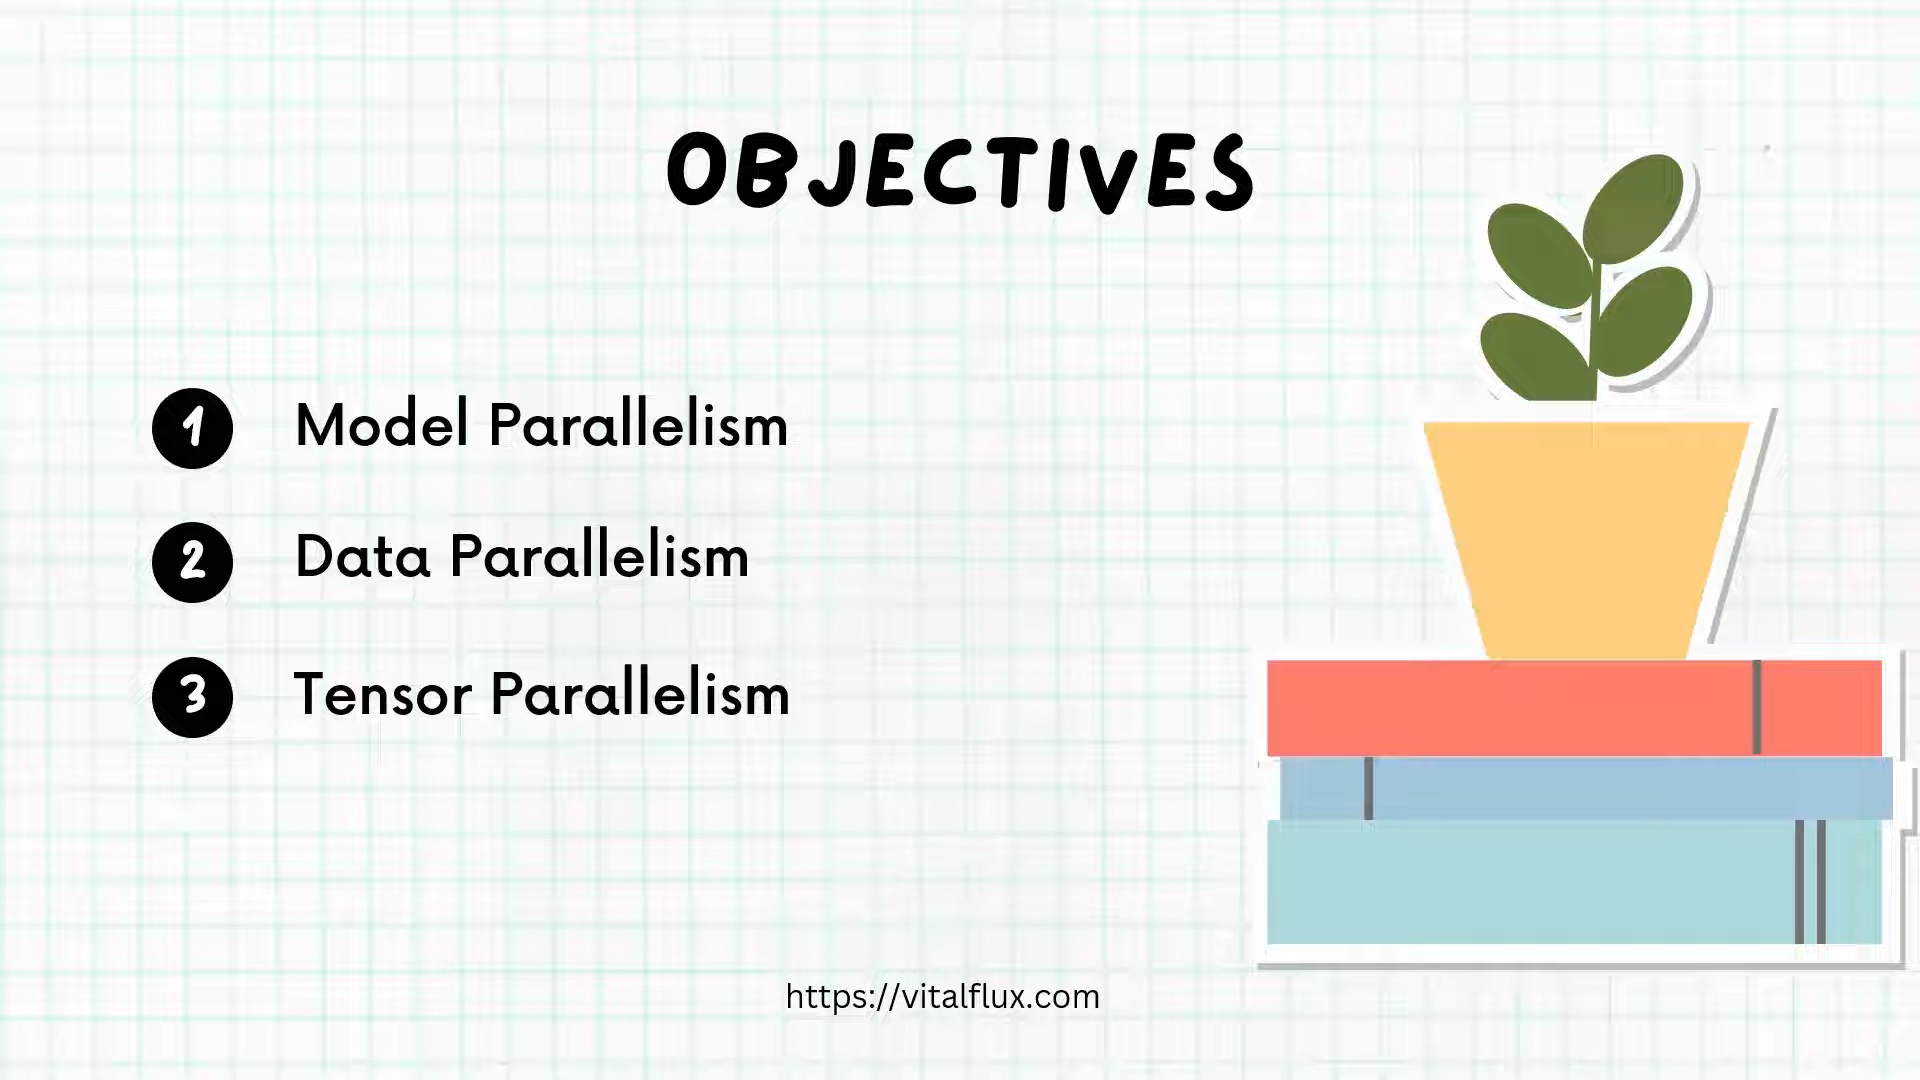 OBJECTIVES
1 Model Parallelism
2 Data Parallelism
3 Tensor Parallelism
https://vitalflux.com